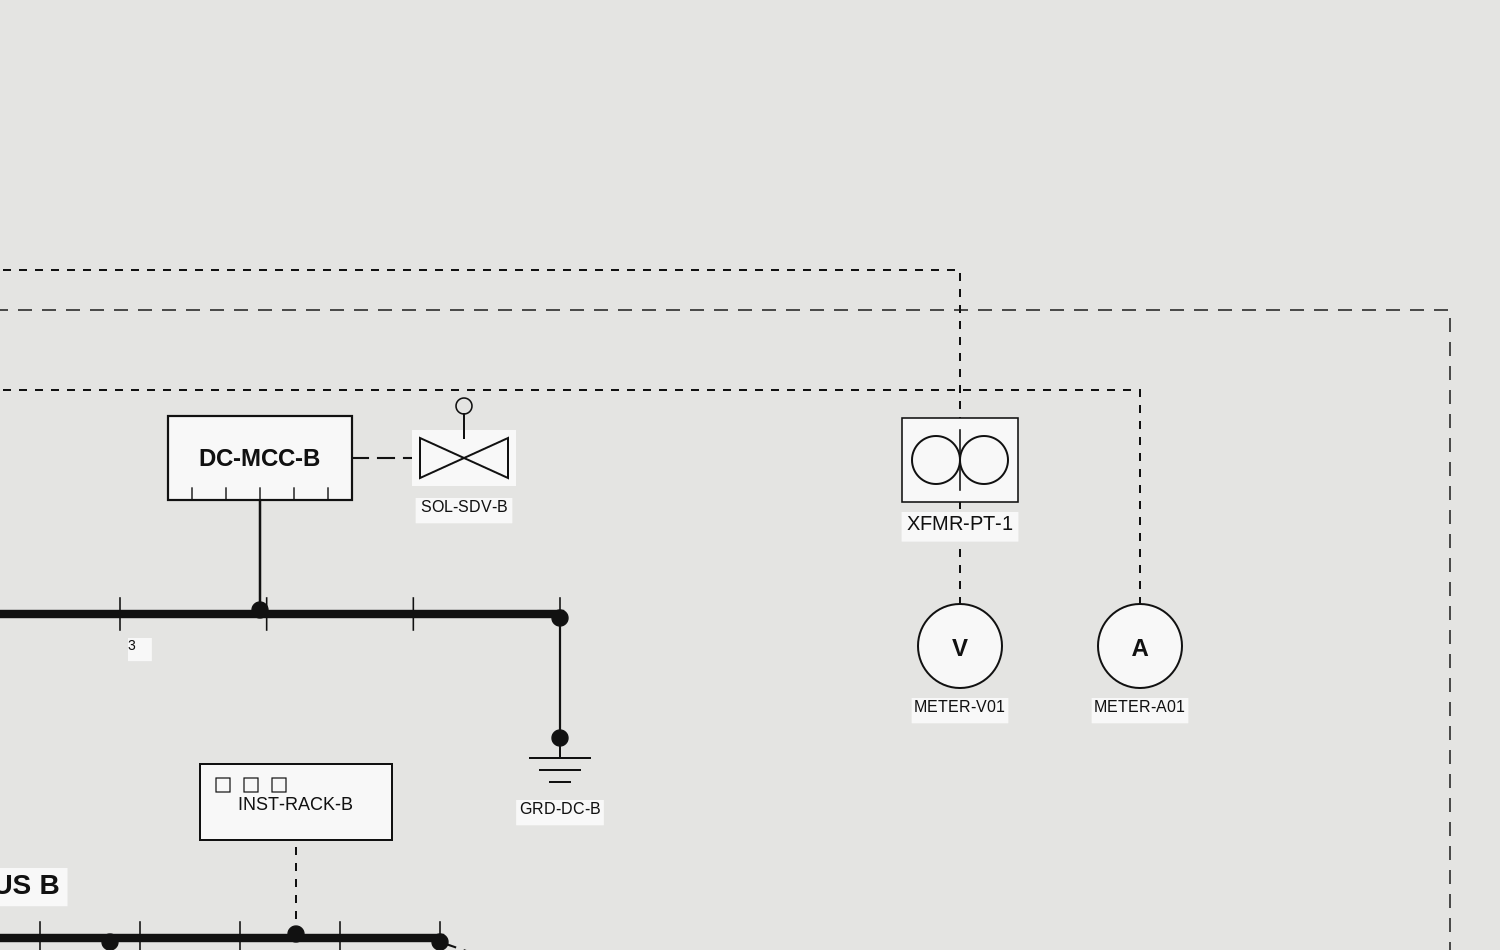 DC-MCC-B
SOL-SDV-B
XFMR-PT-1
3
V
A
METER-V01
METER-A01
INST-RACK-B
GRD-DC-B
US B